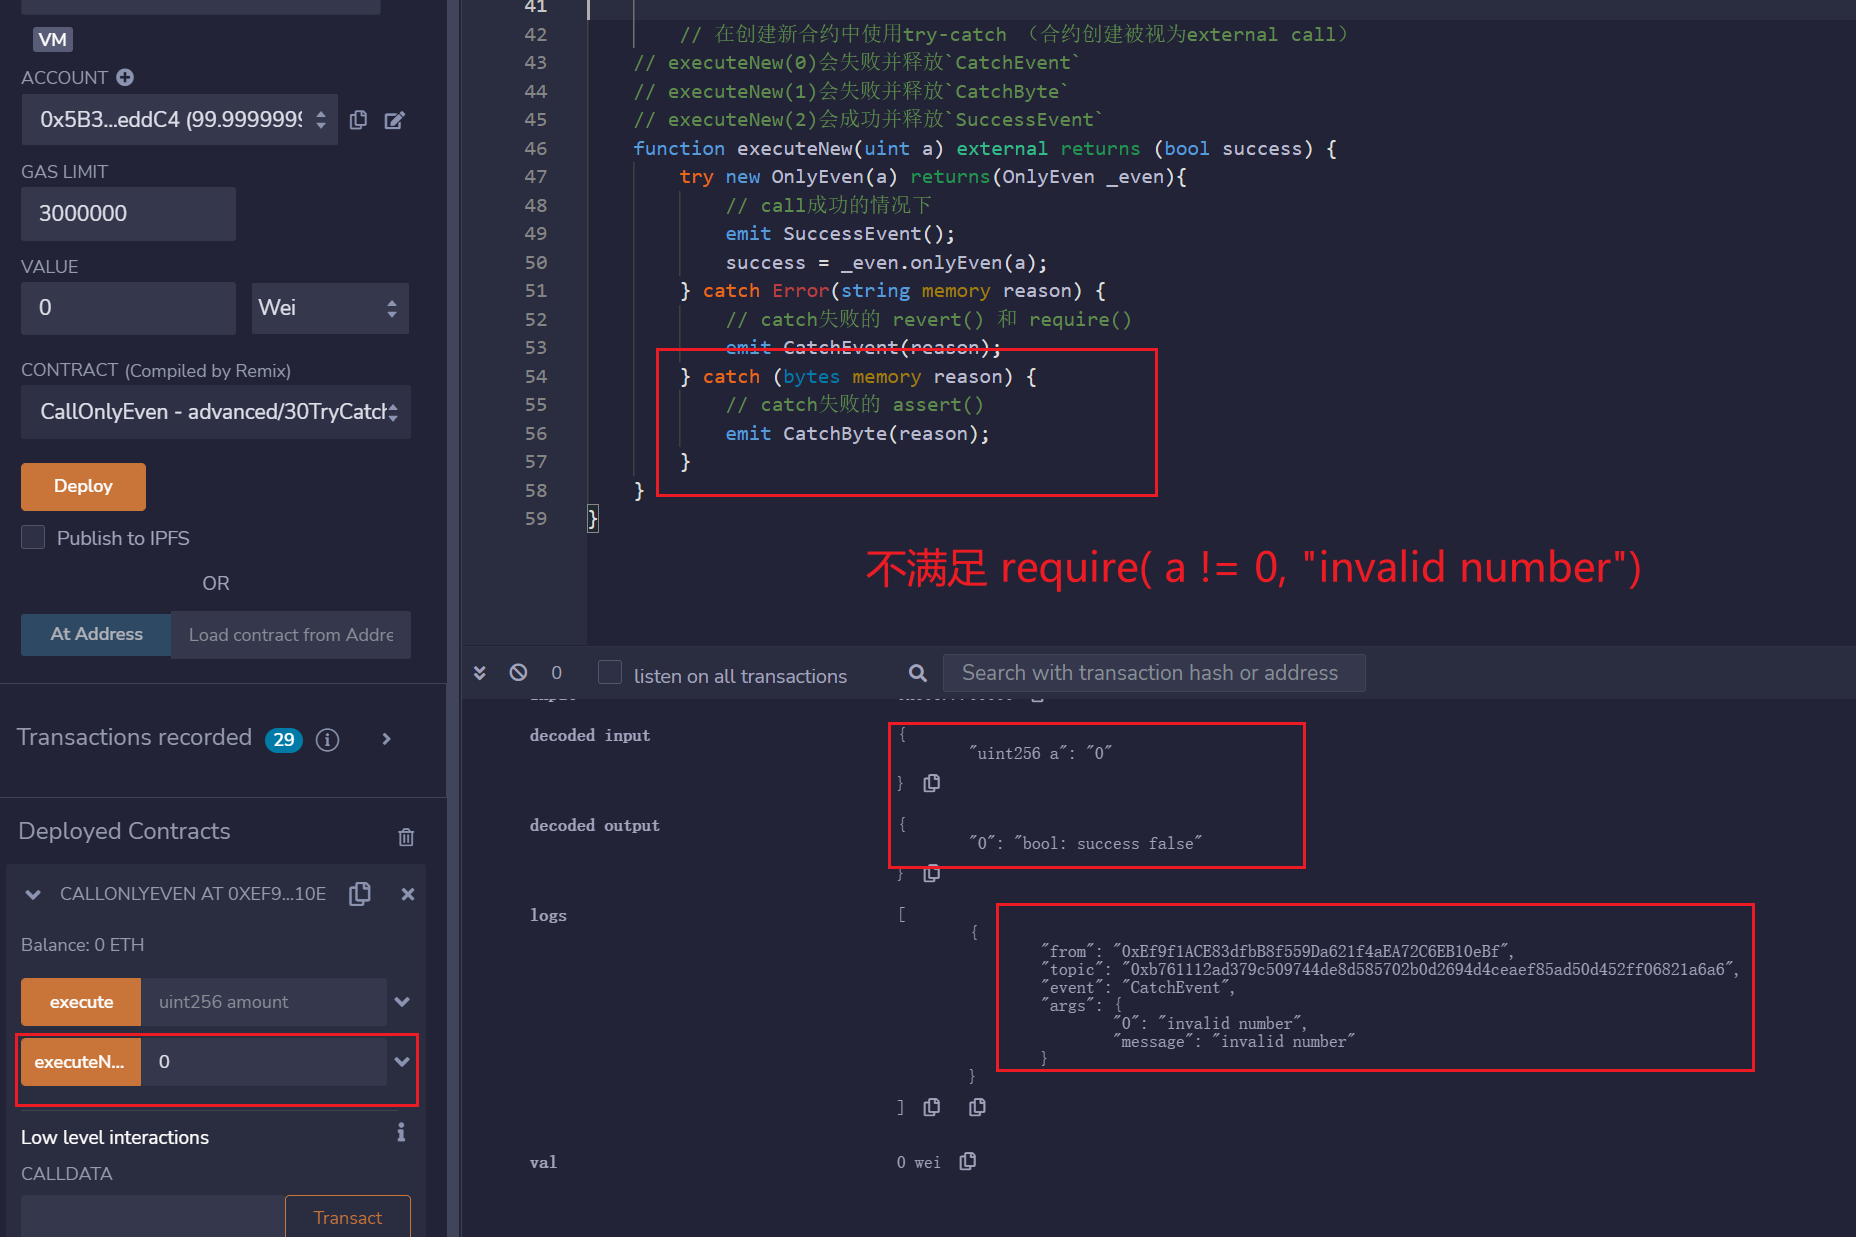 VM
ACCOUNT
0x5B3...eddC4 (99.9999999
GAS LIMIT
3000000
VALUE
0
Wei
CONTRACT (Compiled by Remix)
CallOnlyEven - advanced/30TryCatch
Deploy
Publish to IPFS
OR
At Address
Load contract from Addre
Transactions recorded 29
Deployed Contracts
CALLONLYEVEN AT 0XEF9...10E
Balance: 0 ETH
execute
uint256 amount
executeN...
0
Low level interactions
CALLDATA
Transact
41
42 // 在创建新合约中使用try-catch （合约创建被视为external call）
43 // executeNew(0)会失败并释放`CatchEvent`
44 // executeNew(1)会失败并释放`CatchByte`
45 // executeNew(2)会成功并释放`SuccessEvent`
46 function executeNew(uint a) external returns (bool success) {
47 try new OnlyEven(a) returns(OnlyEven _even){
48 // call成功的情况下
49 emit SuccessEvent();
50 success = _even.onlyEven(a);
51 } catch Error(string memory reason) {
52 // catch失败的 revert() 和 require()
53 emit CatchEvent(reason);
54 } catch (bytes memory reason) {
55 // catch失败的 assert()
56 emit CatchByte(reason);
57 }
58 }
59 }
不满足 require( a != 0, "invalid number")
0
listen on all transactions
Search with transaction hash or address
decoded input
{
"uint256 a": "0"
}
decoded output
{
"0": "bool: success false"
}
logs
[
{
"from": "0xEf9f1ACE83dfbB8f559Da621f4aEA72C6EB10eBf",
"topic": "0xb761112ad379c509744de8d585702b0d2694d4ceaef85ad50d452ff06821a6a6",
"event": "CatchEvent",
"args": {
"0": "invalid number",
"message": "invalid number"
}
}
]
val
0 wei